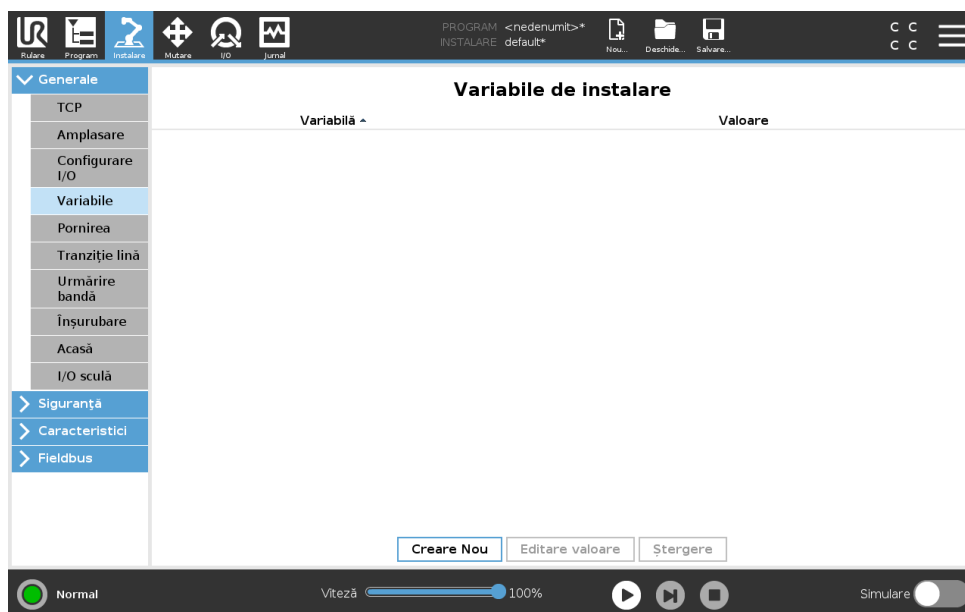 UR
PROGRAM <nedenumit>*
INSTALARE default*
Rulare Program Instalare Mutare I/O Jurnal Nou... Deschide... Salvare...
C C
C C
Generale
TCP
Amplasare
Configurare
I/O
Variabile
Pornirea
Tranziție lină
Urmărire
bandă
Înșurubare
Acasă
I/O sculă
Siguranță
Caracteristici
Fieldbus
Variabile de instalare
Variabilă Valoare
Creare Nou Editare valoare Ștergere
Normal Viteză 100% Simulare